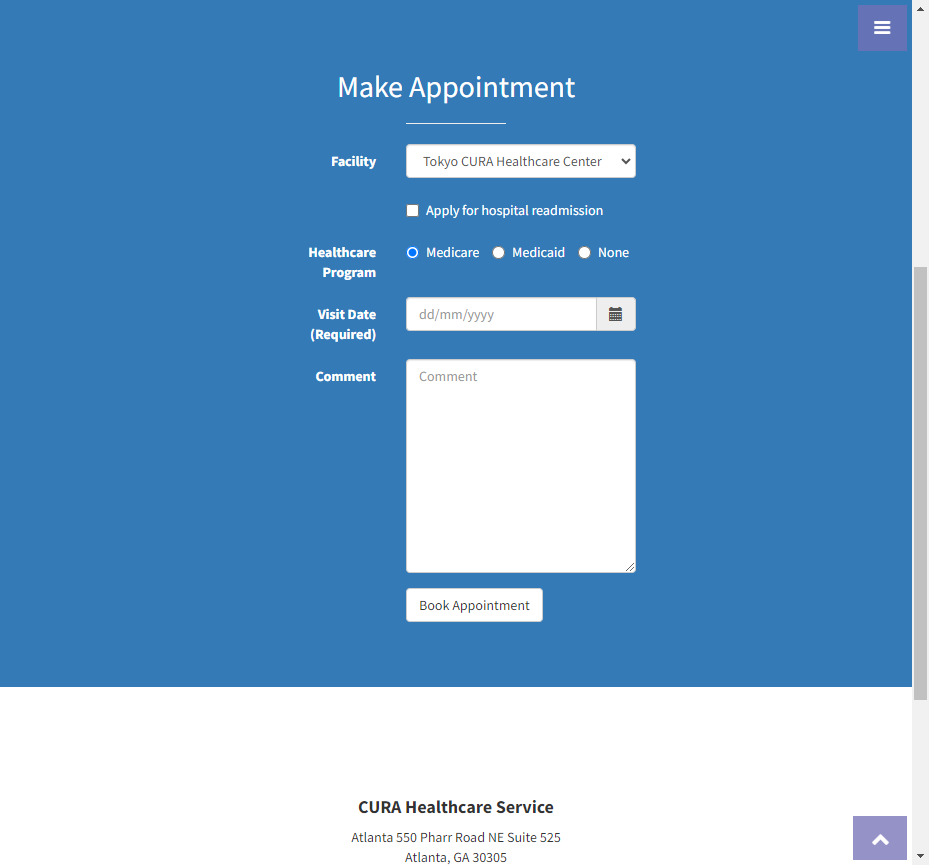 Make Appointment
Facility
Tokyo CURA Healthcare Center
Apply for hospital readmission
Healthcare
Program
Medicare
Medicaid
None
Visit Date
(Required)
dd/mm/yyyy
Comment
Comment
Book Appointment
CURA Healthcare Service
Atlanta 550 Pharr Road NE Suite 525
Atlanta, GA 30305